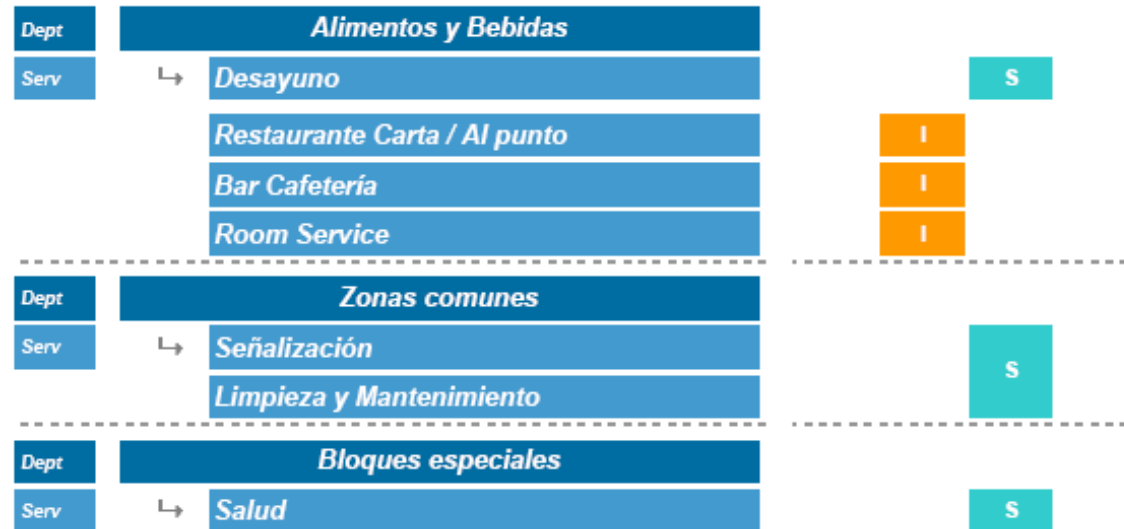 Dept Alimentos y Bebidas
Serv Desayuno S
Restaurante Carta / Al punto I
Bar Cafetería I
Room Service I
Dept Zonas comunes
Serv Señalización
S
Limpieza y Mantenimiento
Dept Bloques especiales
Serv Salud S